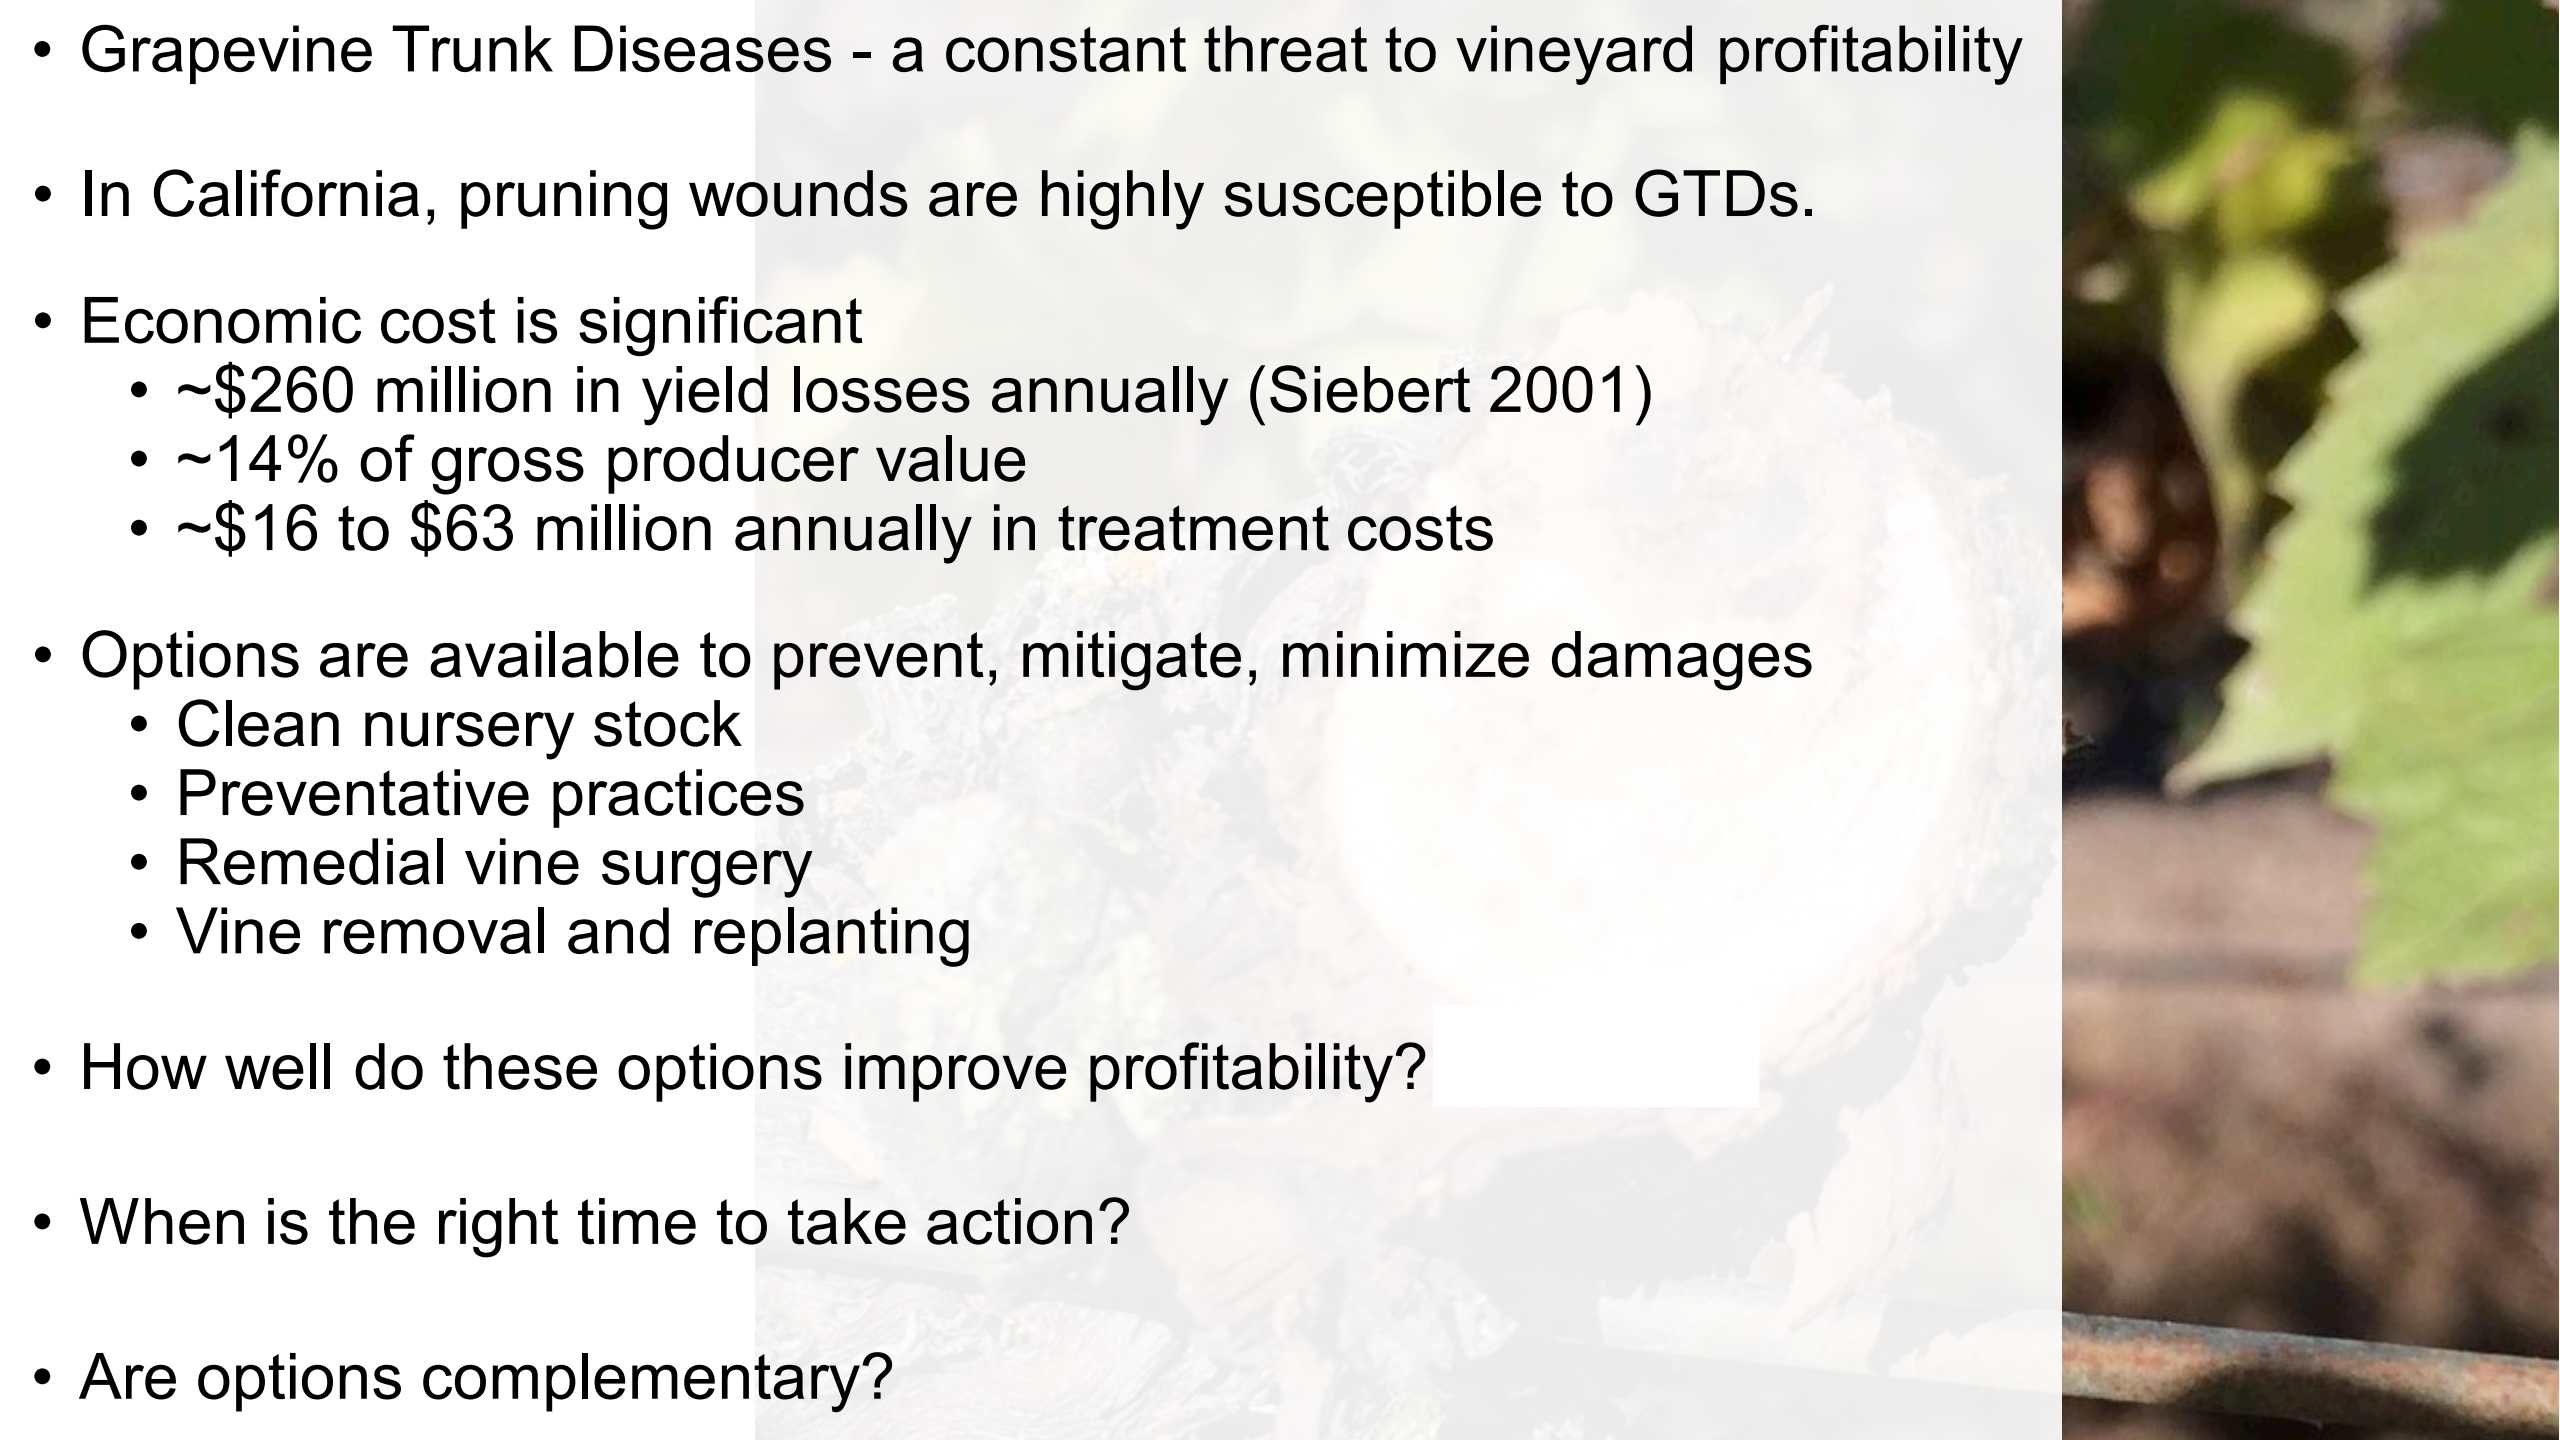 • Grapevine Trunk Diseases - a constant threat to vineyard profitability
• In California, pruning wounds are highly susceptible to GTDs.
• Economic cost is significant
• ~$260 million in yield losses annually (Siebert 2001)
• ~14% of gross producer value
• ~$16 to $63 million annually in treatment costs
• Options are available to prevent, mitigate, minimize damages
• Clean nursery stock
• Preventative practices
• Remedial vine surgery
• Vine removal and replanting
• How well do these options improve profitability?
• When is the right time to take action?
• Are options complementary?